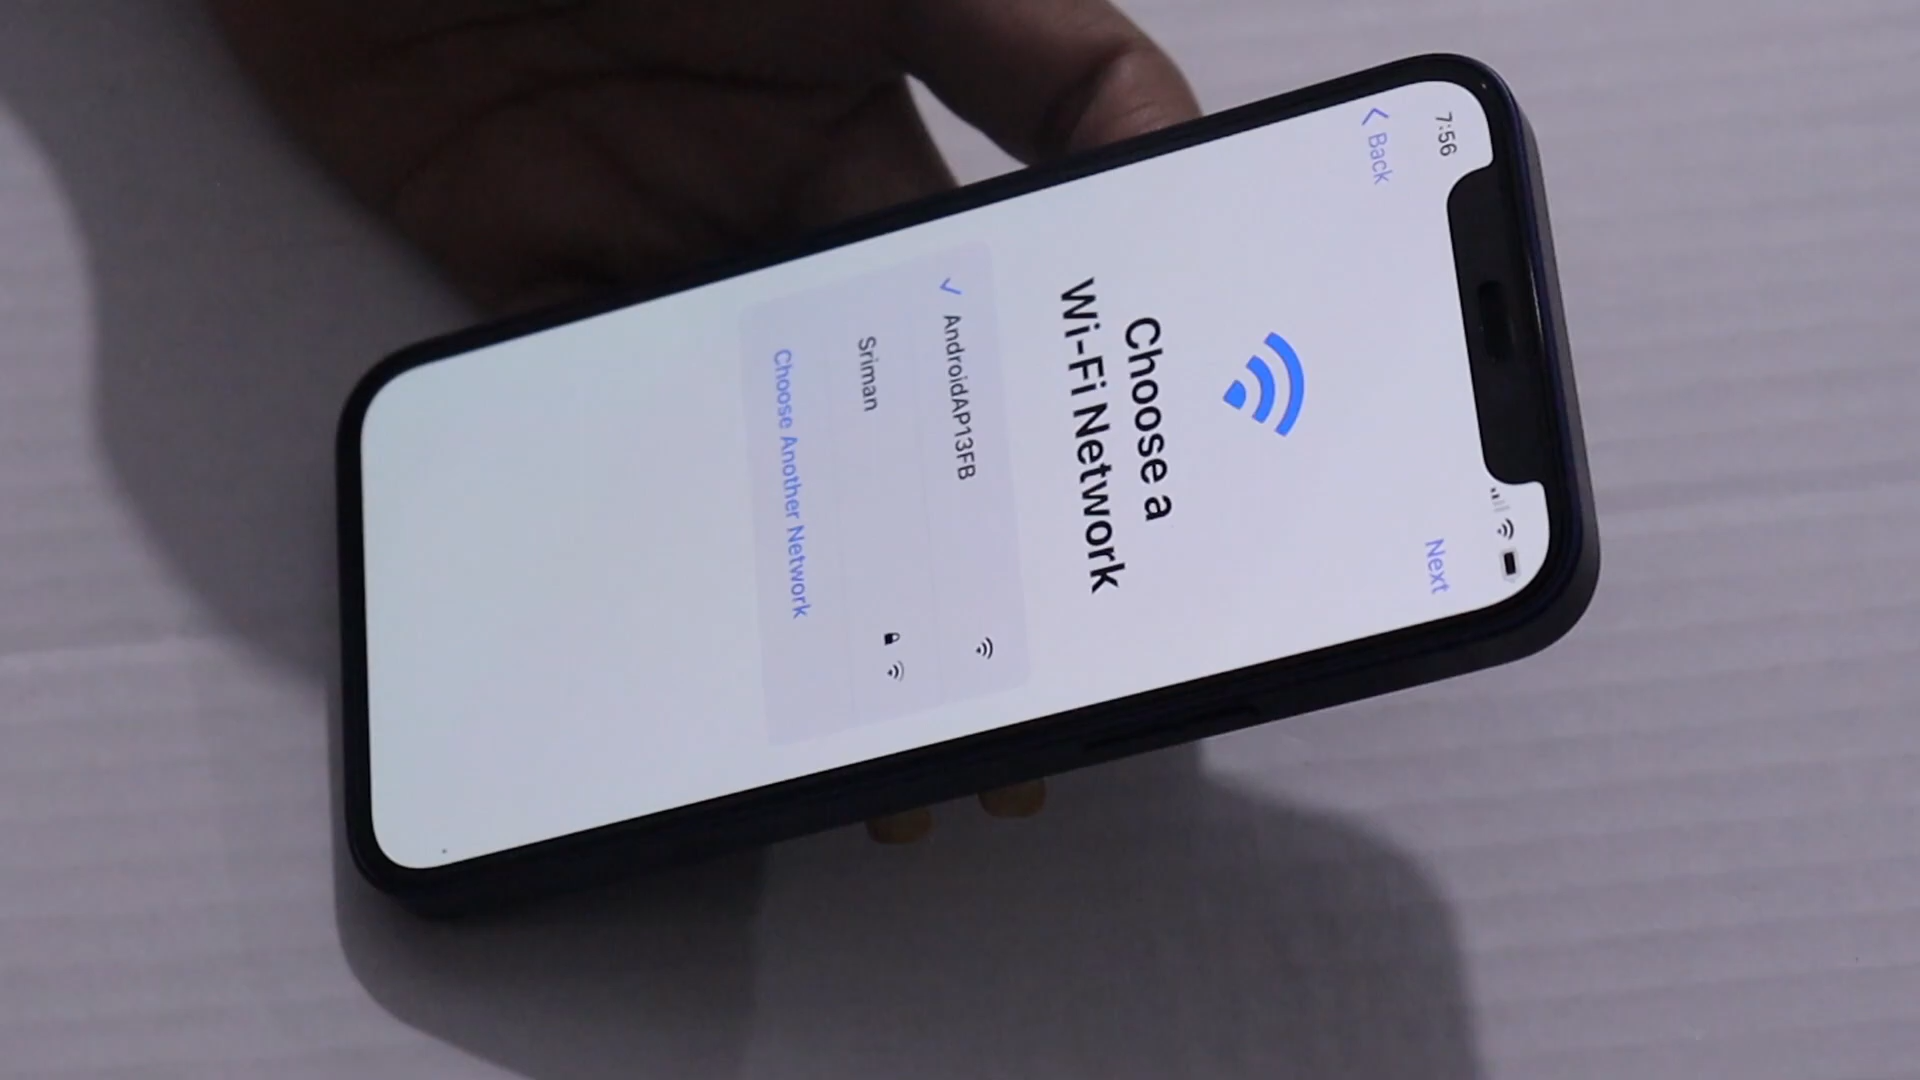 7:56
Back
Next
Choose a
Wi-Fi Network
AndroidAP13FB
Sriman
Choose Another Network